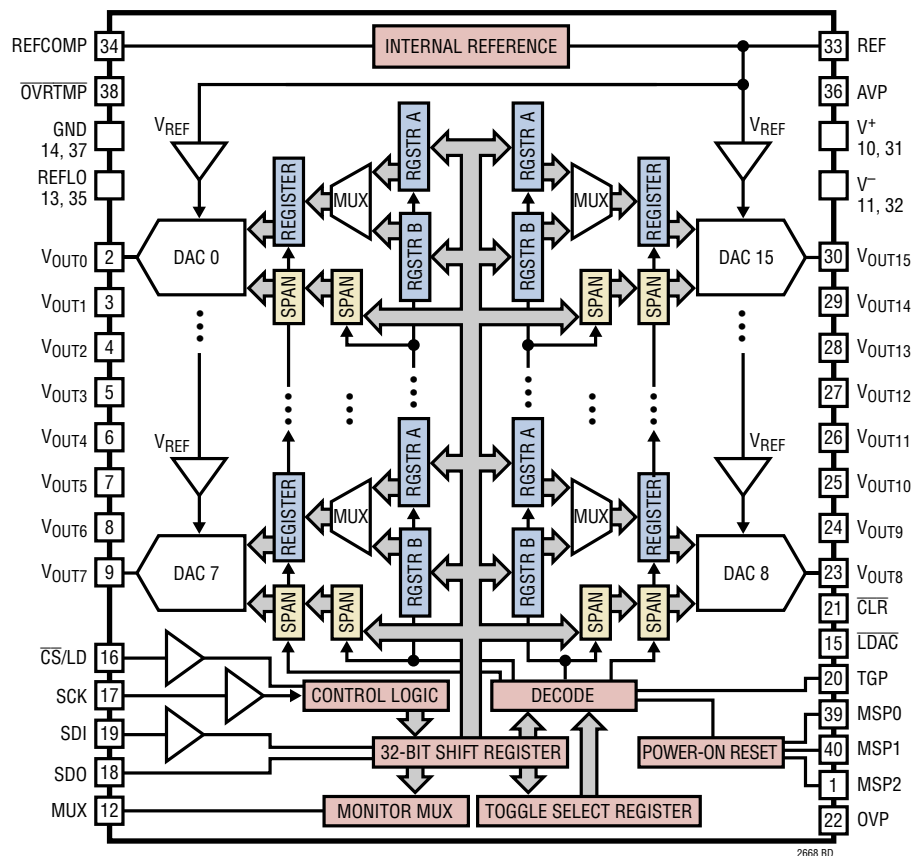 REFCOMP 34 INTERNAL REFERENCE 33 REF
OVRTMP 38 36 AVP
GND
14, 37
VREF
VREF
V+
10, 31
REFLO
13, 35
V–
11, 32
REGISTER
MUX
RGSTR A
RGSTR B
RGSTR A
RGSTR B
MUX
REGISTER
VOUT0 2 DAC 0
DAC 15 30 VOUT15
SPAN
SPAN
SPAN
SPAN
VOUT1 3
29 VOUT14
VOUT2 4
28 VOUT13
VOUT3 5
27 VOUT12
VOUT4 6
26 VOUT11
VREF
VREF
VOUT5 7
25 VOUT10
REGISTER
MUX
RGSTR A
RGSTR B
RGSTR A
RGSTR B
MUX
REGISTER
VOUT6 8
24 VOUT9
VOUT7 9 DAC 7
DAC 8 23 VOUT8
SPAN
SPAN
SPAN
SPAN
21 CLR
15 LDAC
CS/LD 16
20 TGP
SCK 17 CONTROL LOGIC DECODE
39 MSP0
SDI 19
32-BIT SHIFT REGISTER
POWER-ON RESET 40 MSP1
SDO 18
1 MSP2
MUX 12 MONITOR MUX TOGGLE SELECT REGISTER
22 OVP
2668 BD